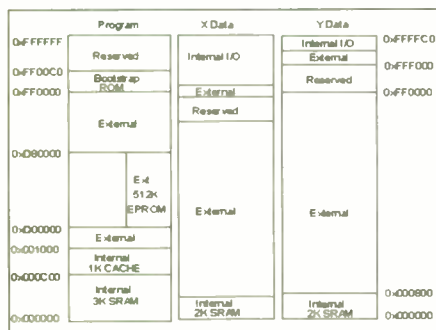 Program X Data Y Data
0xFFFFFF Internal I/O 0xFFFFC0
Reserved Internal I/O External 0xFFF000
0xFF00C0 Reserved
Bootstrap External
0xFF0000 ROM 0xFF0000
Reserved
External
0xD80000
Ext
512K External External
EPROM
0xD00000
External
0x001000
Internal
1K CACHE
0x000C00
Internal 0x000800
3K SRAM Internal Internal
0x000000 2K SRAM 2K SRAM 0x000000